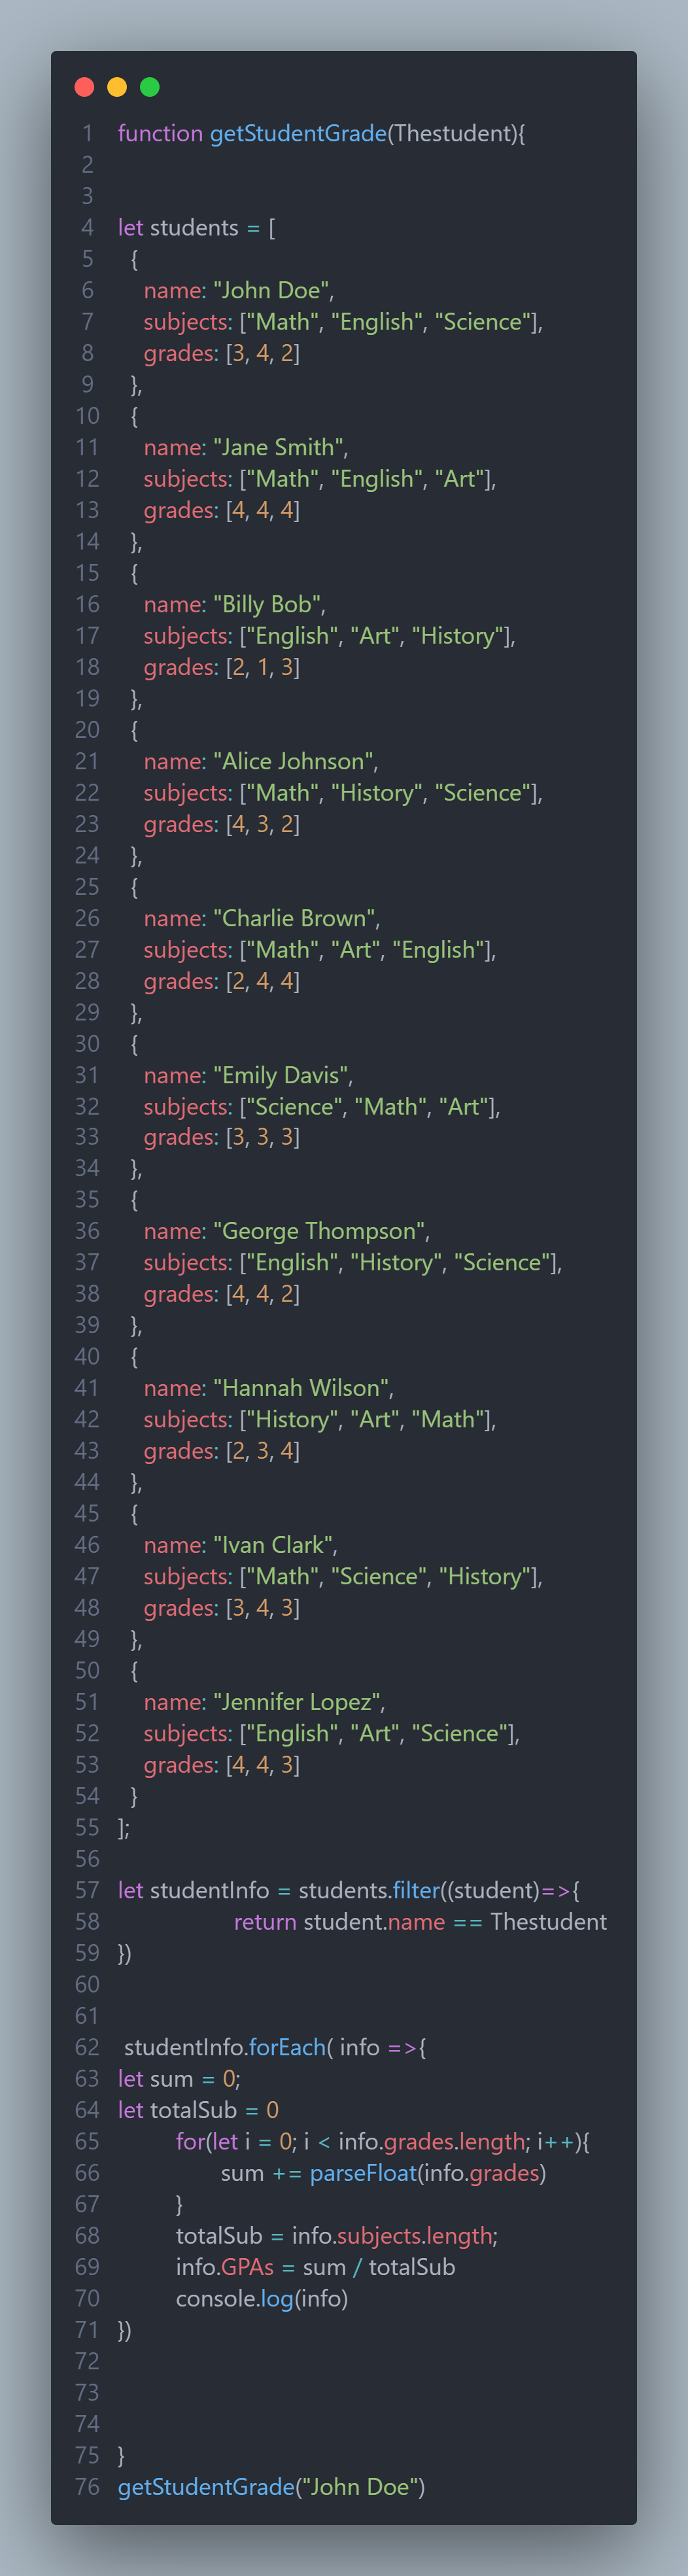 1 function getStudentGrade(Thestudent){
2
3
4 let students = [
5 {
6 name: "John Doe",
7 subjects: ["Math", "English", "Science"],
8 grades: [3, 4, 2]
9 },
10 {
11 name: "Jane Smith",
12 subjects: ["Math", "English", "Art"],
13 grades: [4, 4, 4]
14 },
15 {
16 name: "Billy Bob",
17 subjects: ["English", "Art", "History"],
18 grades: [2, 1, 3]
19 },
20 {
21 name: "Alice Johnson",
22 subjects: ["Math", "History", "Science"],
23 grades: [4, 3, 2]
24 },
25 {
26 name: "Charlie Brown",
27 subjects: ["Math", "Art", "English"],
28 grades: [2, 4, 4]
29 },
30 {
31 name: "Emily Davis",
32 subjects: ["Science", "Math", "Art"],
33 grades: [3, 3, 3]
34 },
35 {
36 name: "George Thompson",
37 subjects: ["English", "History", "Science"],
38 grades: [4, 4, 2]
39 },
40 {
41 name: "Hannah Wilson",
42 subjects: ["History", "Art", "Math"],
43 grades: [2, 3, 4]
44 },
45 {
46 name: "Ivan Clark",
47 subjects: ["Math", "Science", "History"],
48 grades: [3, 4, 3]
49 },
50 {
51 name: "Jennifer Lopez",
52 subjects: ["English", "Art", "Science"],
53 grades: [4, 4, 3]
54 }
55 ];
56
57 let studentInfo = students.filter((student)=>{
58 return student.name == Thestudent
59 })
60
61
62 studentInfo.forEach( info =>{
63 let sum = 0;
64 let totalSub = 0
65 for(let i = 0; i < info.grades.length; i++){
66 sum += parseFloat(info.grades)
67 }
68 totalSub = info.subjects.length;
69 info.GPAs = sum / totalSub
70 console.log(info)
71 })
72
73
74
75 }
76 getStudentGrade("John Doe")